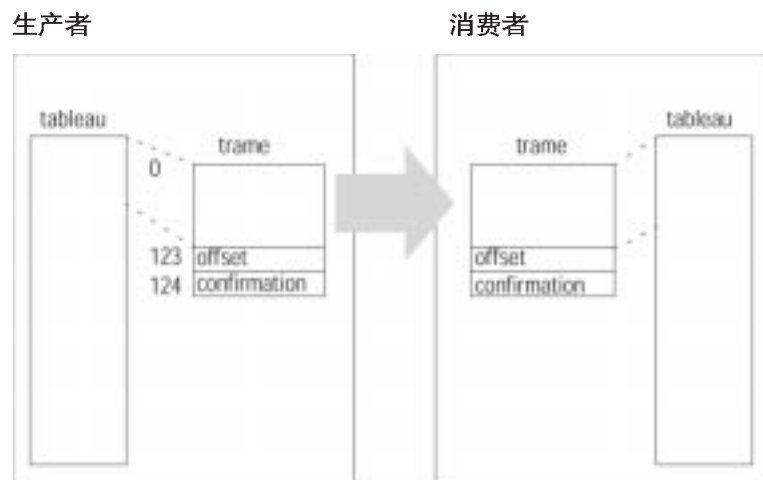 生产者
消费者
tableau
trame
0
123 offset
124 confirmation
tableau
trame
offset
confirmation